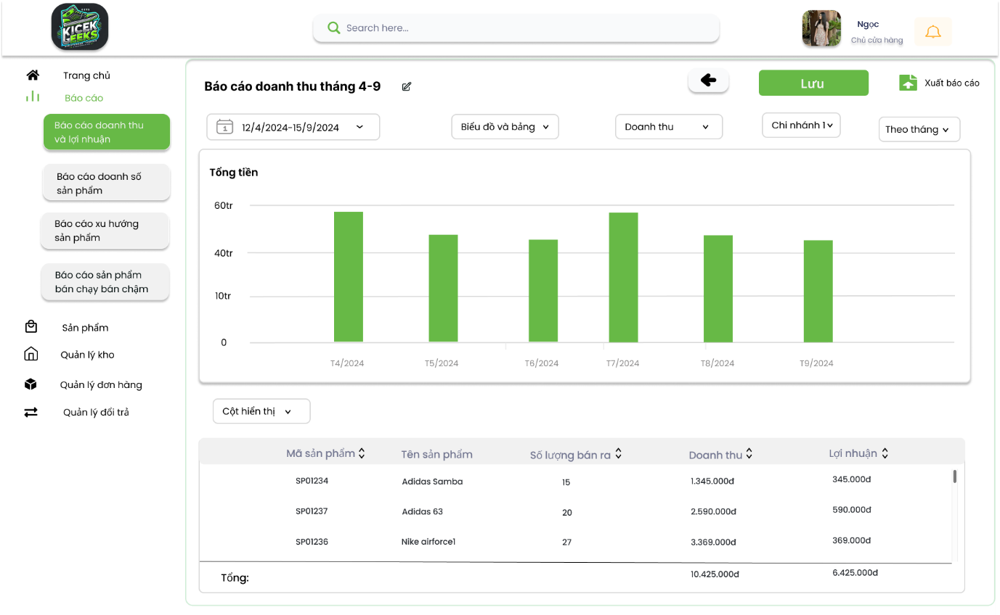 KICEK
GEEKS
Search here...
Ngọc
Chủ cửa hàng
Trang chủ
Báo cáo
Báo cáo doanh thu
và lợi nhuận
Báo cáo doanh số
sản phẩm
Báo cáo xu hướng
sản phẩm
Báo cáo sản phẩm
bán chạy bán chậm
Sản phẩm
Quản lý kho
Quản lý đơn hàng
Quản lý đổi trả
Báo cáo doanh thu tháng 4-9
Lưu
Xuất báo cáo
1 12/4/2024-15/9/2024
Biểu đồ và bảng
Doanh thu
Chi nhánh 1
Theo tháng
Tổng tiền
60tr
40tr
10tr
0
T4/2024 T5/2024 T6/2024 T7/2024 T8/2024 T9/2024
Cột hiển thị
Mã sản phẩm Tên sản phẩm Số lượng bán ra Doanh thu Lợi nhuận
SP01234 Adidas Samba 15 1.345.000đ 345.000đ
SP01237 Adidas 63 20 2.590.000đ 590.000đ
SP01236 Nike airforce1 27 3.369.000đ 369.000đ
Tổng: 10.425.000đ 6.425.000đ